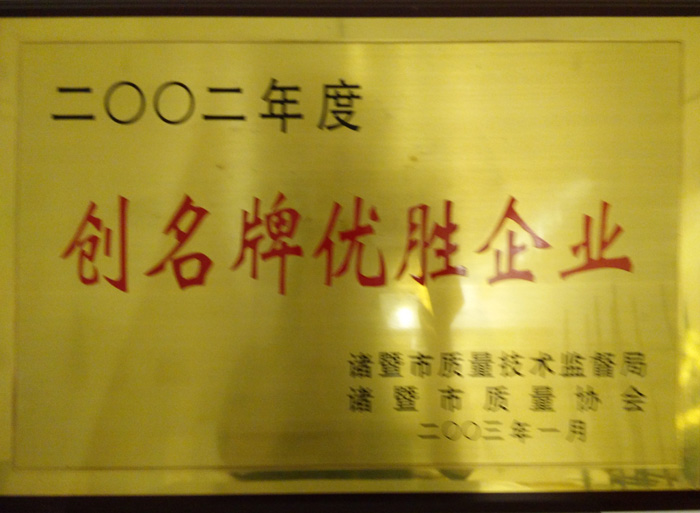 二〇〇二年度
创名牌优胜企业
诸暨市质量技术监督局
诸暨市质量协会
二〇〇三年一月